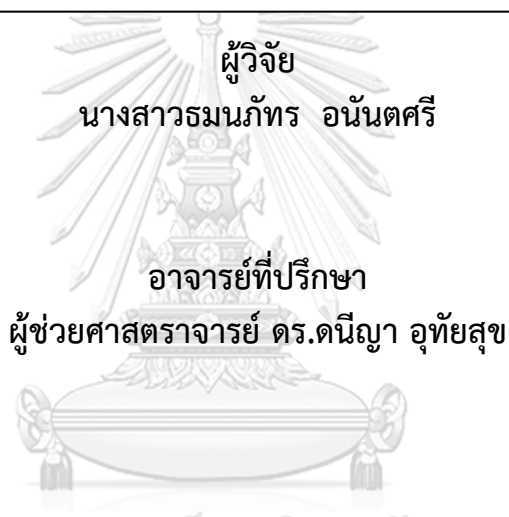 ผู้วิจัย
นางสาวธมนภัทร อนันตศรี
อาจารย์ที่ปรึกษา
ผู้ช่วยศาสตราจารย์ ดร.ดนีญา อุทัยสุข